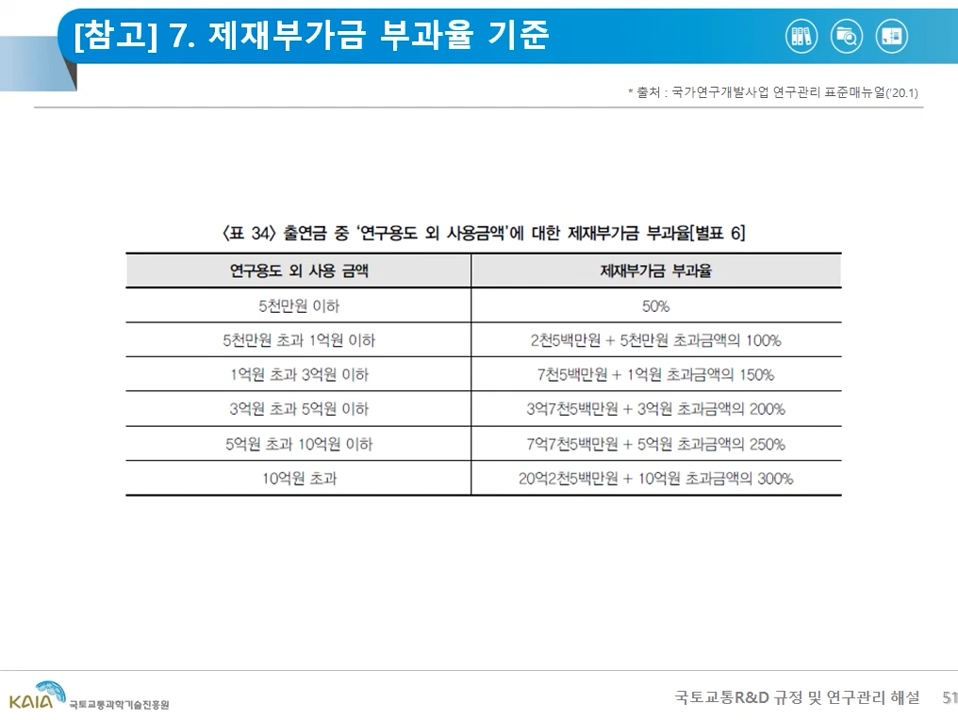 [참고] 7. 제재부가금 부과율 기준
* 출처 : 국가연구개발사업 연구관리 표준매뉴얼('20.1)
〈표 34〉 출연금 중 '연구용도 외 사용금액'에 대한 제재부가금 부과율[별표 6]
연구용도 외 사용 금액 제재부가금 부과율
5천만원 이하 50%
5천만원 초과 1억원 이하 2천5백만원 + 5천만원 초과금액의 100%
1억원 초과 3억원 이하 7천5백만원 + 1억원 초과금액의 150%
3억원 초과 5억원 이하 3억7천5백만원 + 3억원 초과금액의 200%
5억원 초과 10억원 이하 7억7천5백만원 + 5억원 초과금액의 250%
10억원 초과 20억2천5백만원 + 10억원 초과금액의 300%
KAIA 국토교통과학기술진흥원
국토교통R&D 규정 및 연구관리 해설 51